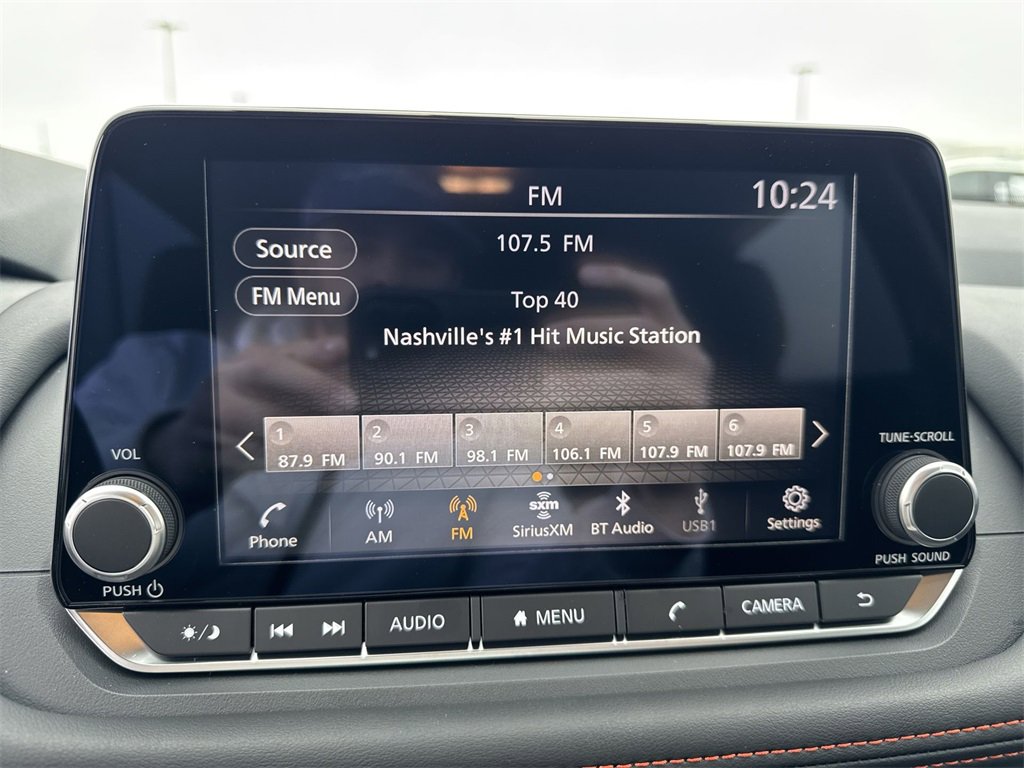 FM 10:24
Source 107.5 FM
FM Menu Top 40
Nashville's #1 Hit Music Station
1 2 3 4 5 6
87.9 FM 90.1 FM 98.1 FM 106.1 FM 107.9 FM 107.9 FM
VOL
TUNE-SCROLL
sxm
Phone AM FM SiriusXM BT Audio USB1 Settings
PUSH
PUSH SOUND
AUDIO MENU CAMERA